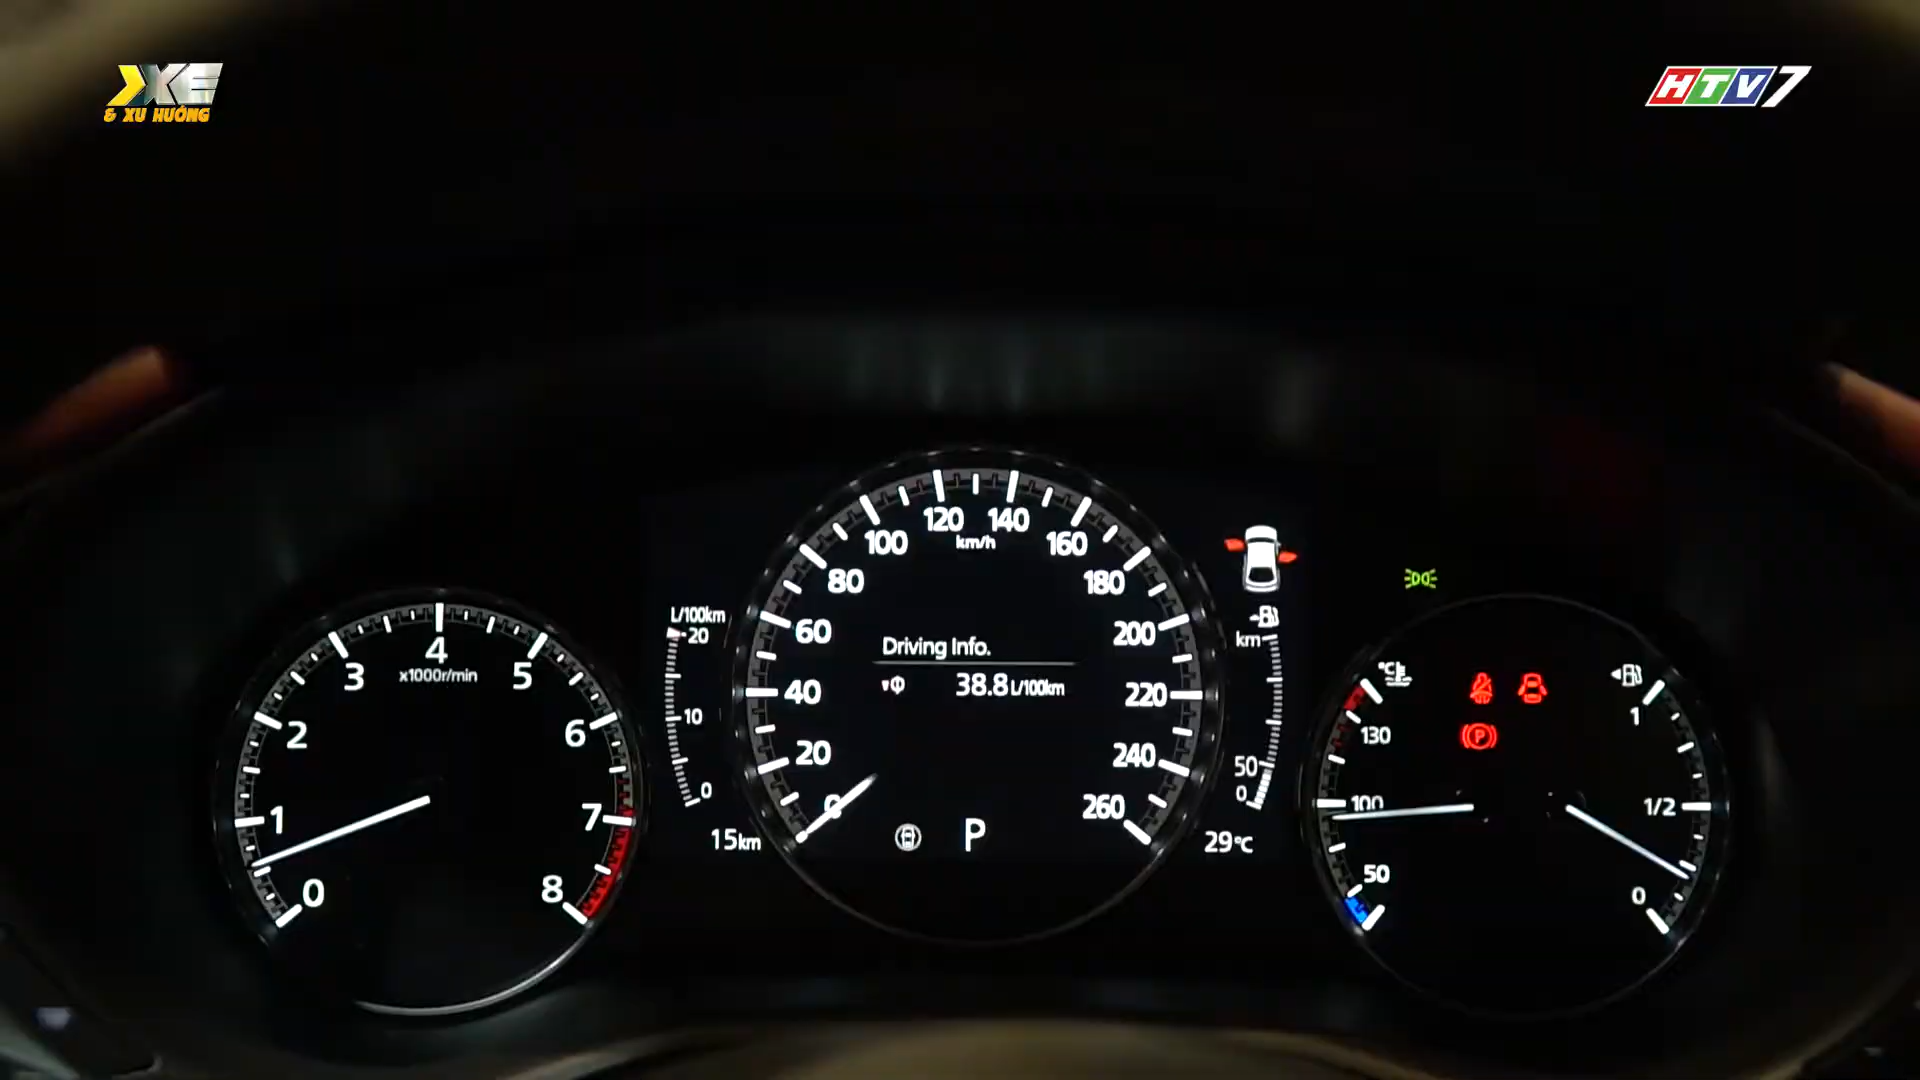 XE
& XU HƯỚNG
HTV7
0
1
2
3
4
5
6
7
8
x1000r/min
L/100km
20
10
0
15km
0
20
40
60
80
100
120
140
160
180
200
220
240
260
km/h
Driving Info.
38.8 L/100km
P
km
50
0
29°C
°C
130
100
50
P
1
1/2
0